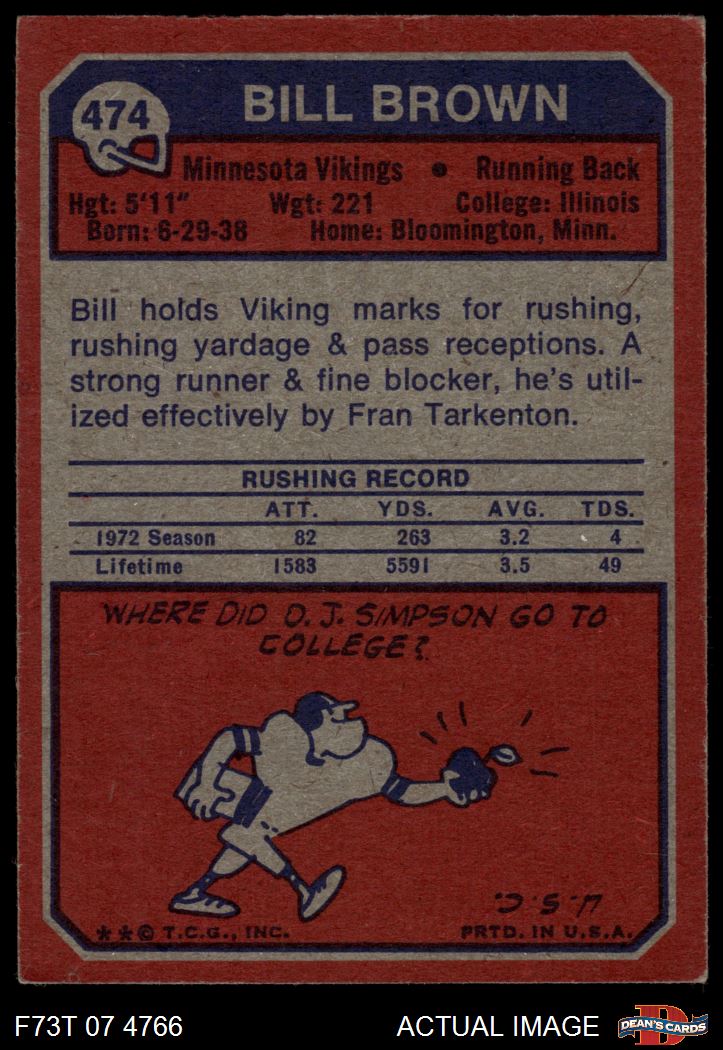 474
BILL BROWN
Minnesota Vikings • Running Back
Hgt: 5'11" Wgt: 221 College: Illinois
Born: 6-29-38 Home: Bloomington, Minn.
Bill holds Viking marks for rushing,
rushing yardage & pass receptions. A
strong runner & fine blocker, he's util-
ized effectively by Fran Tarkenton.
RUSHING RECORD
ATT. YDS. AVG. TDS.
1972 Season 82 263 3.2 4
Lifetime 1583 5591 3.5 49
WHERE DID O.J. SIMPSON GO TO
COLLEGE?
U.S.C.
**© T.C.G., INC. PRTD. IN U.S.A.
F73T 07 4766 ACTUAL IMAGE
D
DEAN'S CARDS